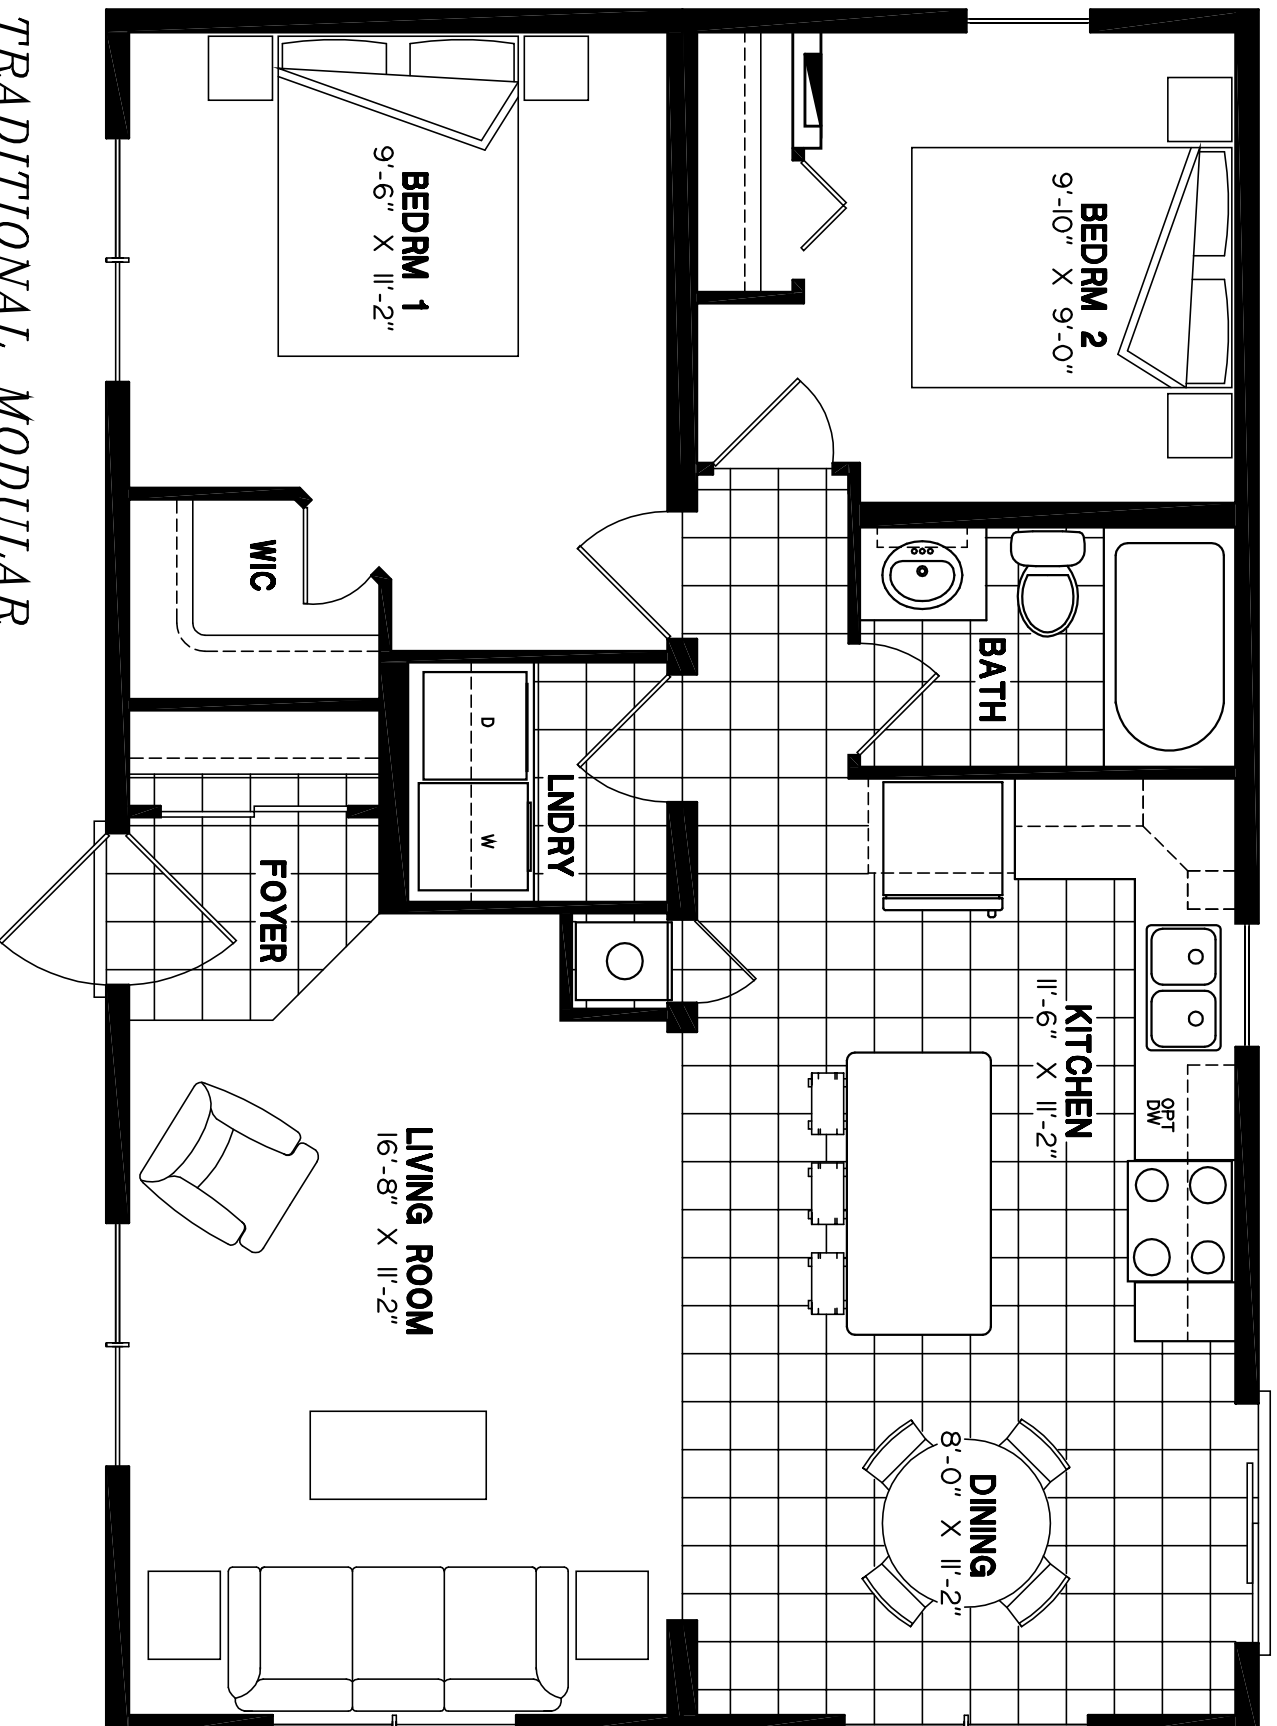 BEDRM 2
9'-10" X 9'-0"
BATH
KITCHEN
11'-6" X 11'-2"
OPT
DW
DINING
8'-0" X 11'-2"
BEDRM 1
9'-6" X 11'-2"
WIC
D
W
LNDRY
FOYER
LIVING ROOM
16'-8" X 11'-2"
TRADITIONAL MODULAR